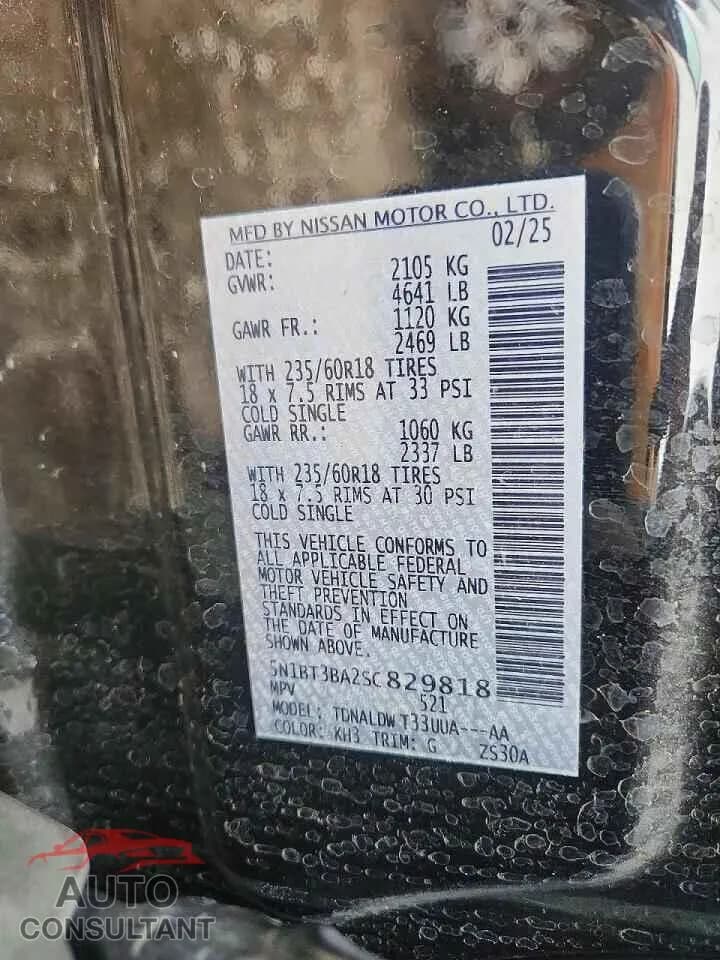 MFD BY NISSAN MOTOR CO., LTD.
DATE: 02/25
GVWR: 2105 KG
4641 LB
GAWR FR.: 1120 KG
2469 LB
WITH 235/60R18 TIRES
18 x 7.5 RIMS AT 33 PSI
COLD SINGLE
GAWR RR.: 1060 KG
2337 LB
WITH 235/60R18 TIRES
18 x 7.5 RIMS AT 30 PSI
COLD SINGLE
THIS VEHICLE CONFORMS TO
ALL APPLICABLE FEDERAL
MOTOR VEHICLE SAFETY AND
THEFT PREVENTION
STANDARDS IN EFFECT ON
THE DATE OF MANUFACTURE
SHOWN ABOVE.
5N1BT3BA2SC829818
MPV 521
MODEL: TDNALDW T33UUA---AA
COLOR: KH3 TRIM: G ZS30A
AUTO
CONSULTANT